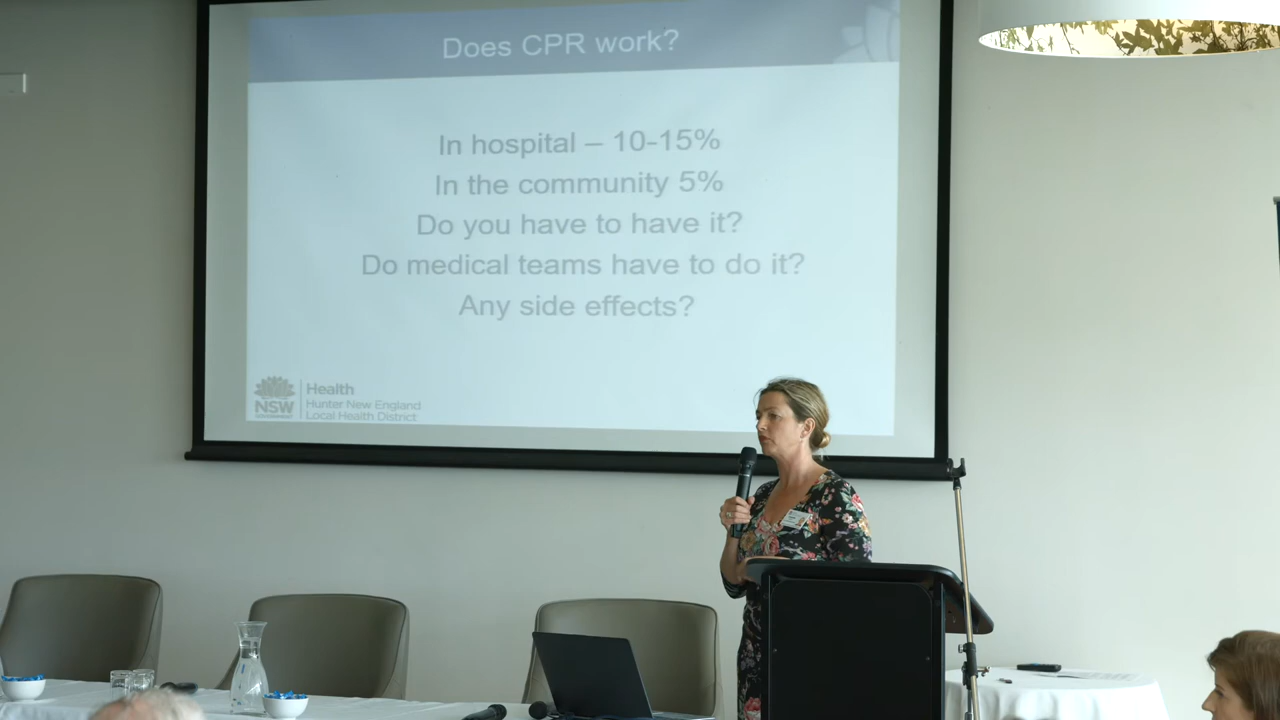 Does CPR work?
In hospital – 10-15%
In the community 5%
Do you have to have it?
Do medical teams have to do it?
Any side effects?
Health
NSW
Hunter New England
Local Health District